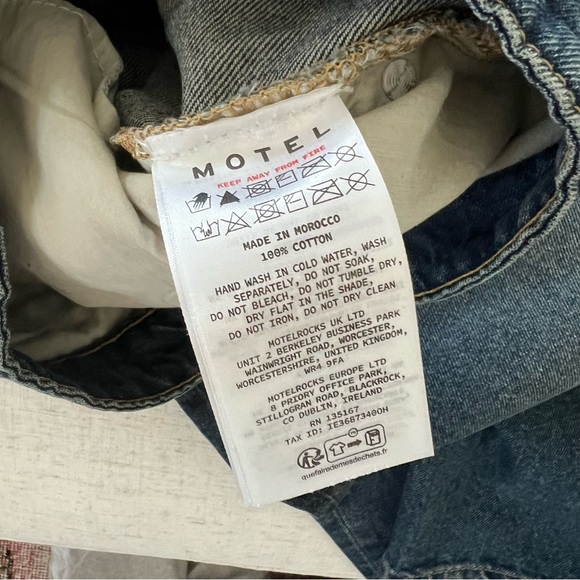 MOTEL
KEEP AWAY FROM FIRE
MADE IN MOROCCO
100% COTTON
HAND WASH IN COLD WATER, WASH
SEPARATELY, DO NOT SOAK,
DO NOT BLEACH, DO NOT TUMBLE DRY,
DRY FLAT IN THE SHADE,
DO NOT IRON, DO NOT DRY CLEAN
MOTELROCKS UK LTD
UNIT 2 BERKELEY BUSINESS PARK
WAINWRIGHT ROAD, WORCESTER,
WORCESTERSHIRE, UNITED KINGDOM,
WR4 9FA
MOTELROCKS EUROPE LTD
8 PRIORY OFFICE PARK,
STILLOGRAN ROAD, BLACKROCK,
CO DUBLIN, IRELAND
RN 135167
TAX ID: IE3687340OH
quefairedemesdechets.fr